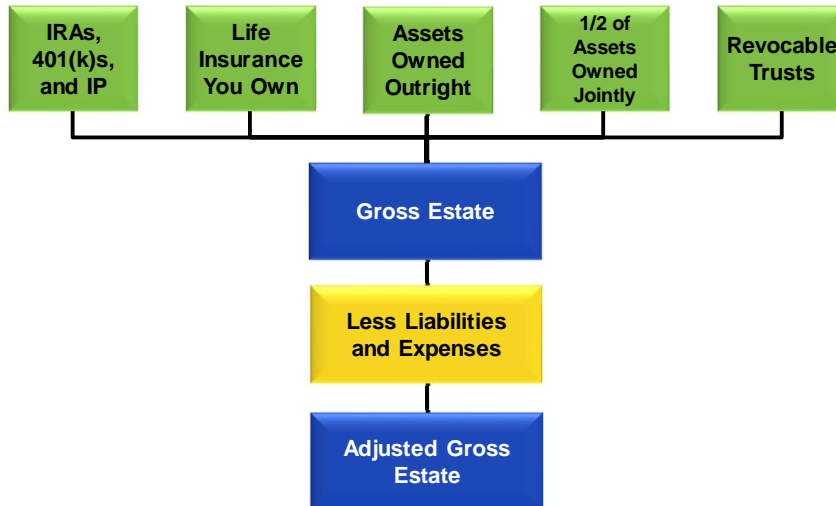 IRAs,
401(k)s,
and IP
Life
Insurance
You Own
Assets
Owned
Outright
1/2 of
Assets
Owned
Jointly
Revocable
Trusts
Gross Estate
Less Liabilities
and Expenses
Adjusted Gross
Estate